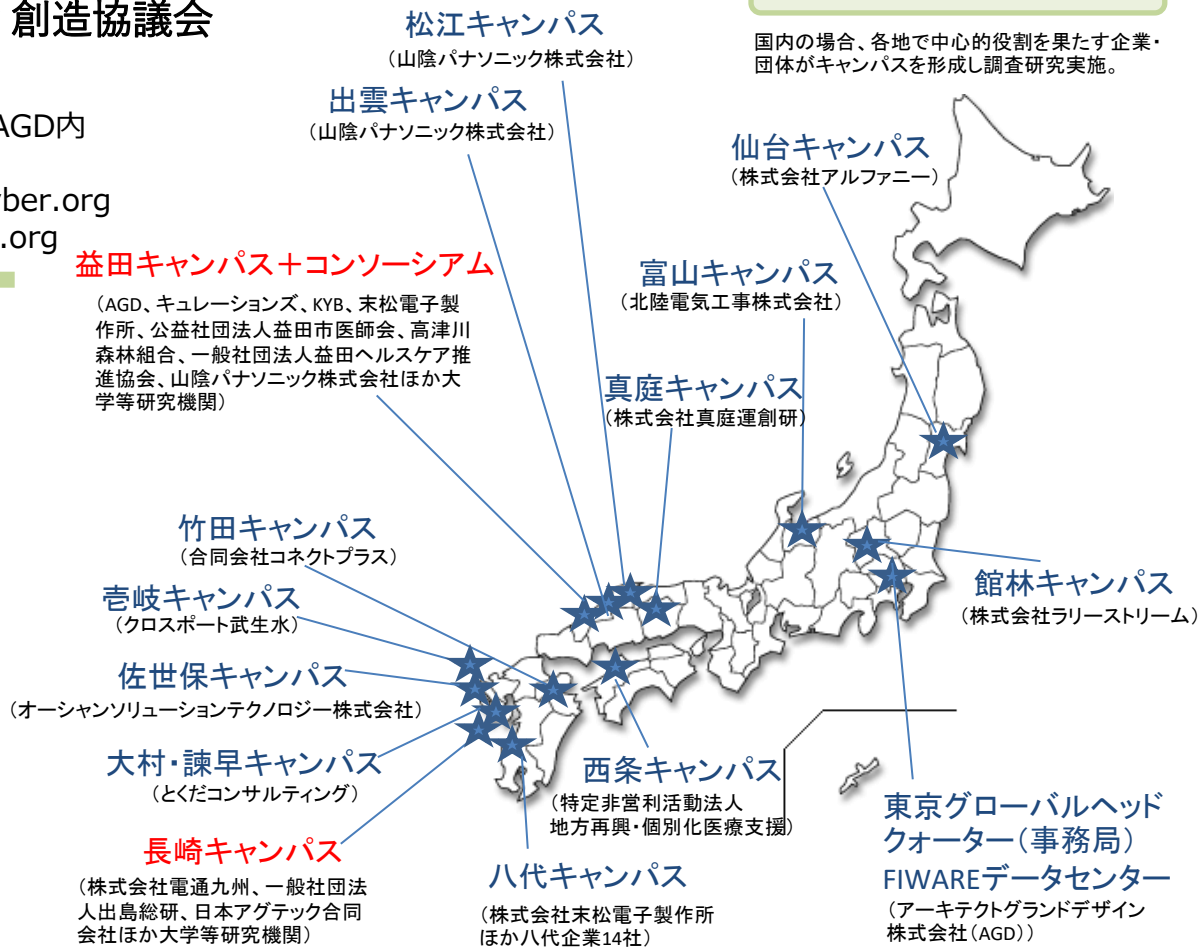 創造協議会
AGD内
ber.org
.org
国内の場合、各地で中心的役割を果たす企業・
団体がキャンパスを形成し調査研究実施。
松江キャンパス
（山陰パナソニック株式会社）
出雲キャンパス
（山陰パナソニック株式会社）
仙台キャンパス
（株式会社アルファニー）
益田キャンパス＋コンソーシアム
（AGD、キュレーションズ、KYB、末松電子製
作所、公益社団法人益田市医師会、高津川
森林組合、一般社団法人益田ヘルスケア推
進協会、山陰パナソニック株式会社ほか大
学等研究機関）
富山キャンパス
（北陸電気工事株式会社）
真庭キャンパス
（株式会社真庭運創研）
竹田キャンパス
（合同会社コネクトプラス）
壱岐キャンパス
（クロスポート武生水）
佐世保キャンパス
（オーシャンソリューションテクノロジー株式会社）
大村・諫早キャンパス
（とくだコンサルティング）
長崎キャンパス
（株式会社電通九州、一般社団法
人出島総研、日本アグテック合同
会社ほか大学等研究機関）
八代キャンパス
（株式会社末松電子製作所
ほか八代企業14社）
西条キャンパス
（特定非営利活動法人
地方再興・個別化医療支援）
館林キャンパス
（株式会社ラリーストリーム）
東京グローバルヘッド
クォーター（事務局）
FIWAREデータセンター
（アーキテクトグランドデザイン
株式会社（AGD））